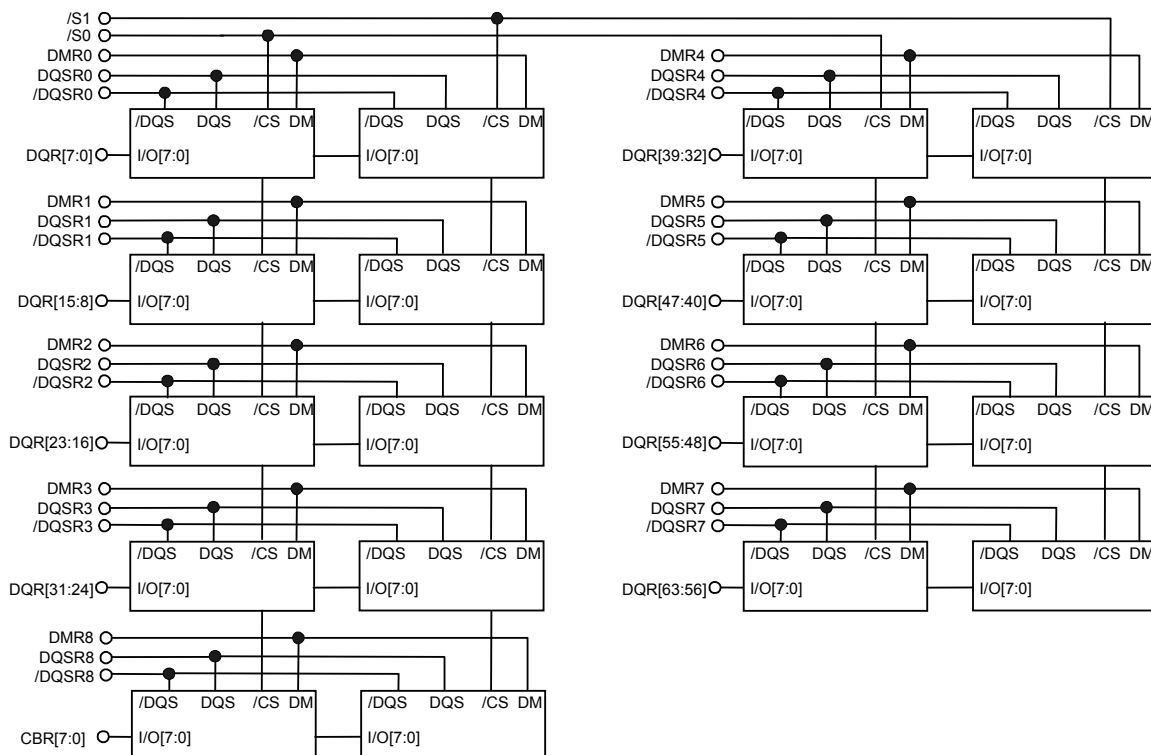 /S1
/S0
DMR0
DMR4
DQSR0
DQSR4
/DQSR0
/DQSR4
/DQS DQS /CS DM /DQS DQS /CS DM
/DQS DQS /CS DM /DQS DQS /CS DM
DQR[7:0] I/O[7:0] I/O[7:0]
DQR[39:32] I/O[7:0] I/O[7:0]
DMR1
DMR5
DQSR1
DQSR5
/DQSR1
/DQSR5
/DQS DQS /CS DM /DQS DQS /CS DM
/DQS DQS /CS DM /DQS DQS /CS DM
DQR[15:8] I/O[7:0] I/O[7:0]
DQR[47:40] I/O[7:0] I/O[7:0]
DMR2
DMR6
DQSR2
DQSR6
/DQSR2
/DQSR6
/DQS DQS /CS DM /DQS DQS /CS DM
/DQS DQS /CS DM /DQS DQS /CS DM
DQR[23:16] I/O[7:0] I/O[7:0]
DQR[55:48] I/O[7:0] I/O[7:0]
DMR3
DMR7
DQSR3
DQSR7
/DQSR3
/DQSR7
/DQS DQS /CS DM /DQS DQS /CS DM
/DQS DQS /CS DM /DQS DQS /CS DM
DQR[31:24] I/O[7:0] I/O[7:0]
DQR[63:56] I/O[7:0] I/O[7:0]
DMR8
DQSR8
/DQSR8
/DQS DQS /CS DM /DQS DQS /CS DM
CBR[7:0] I/O[7:0] I/O[7:0]